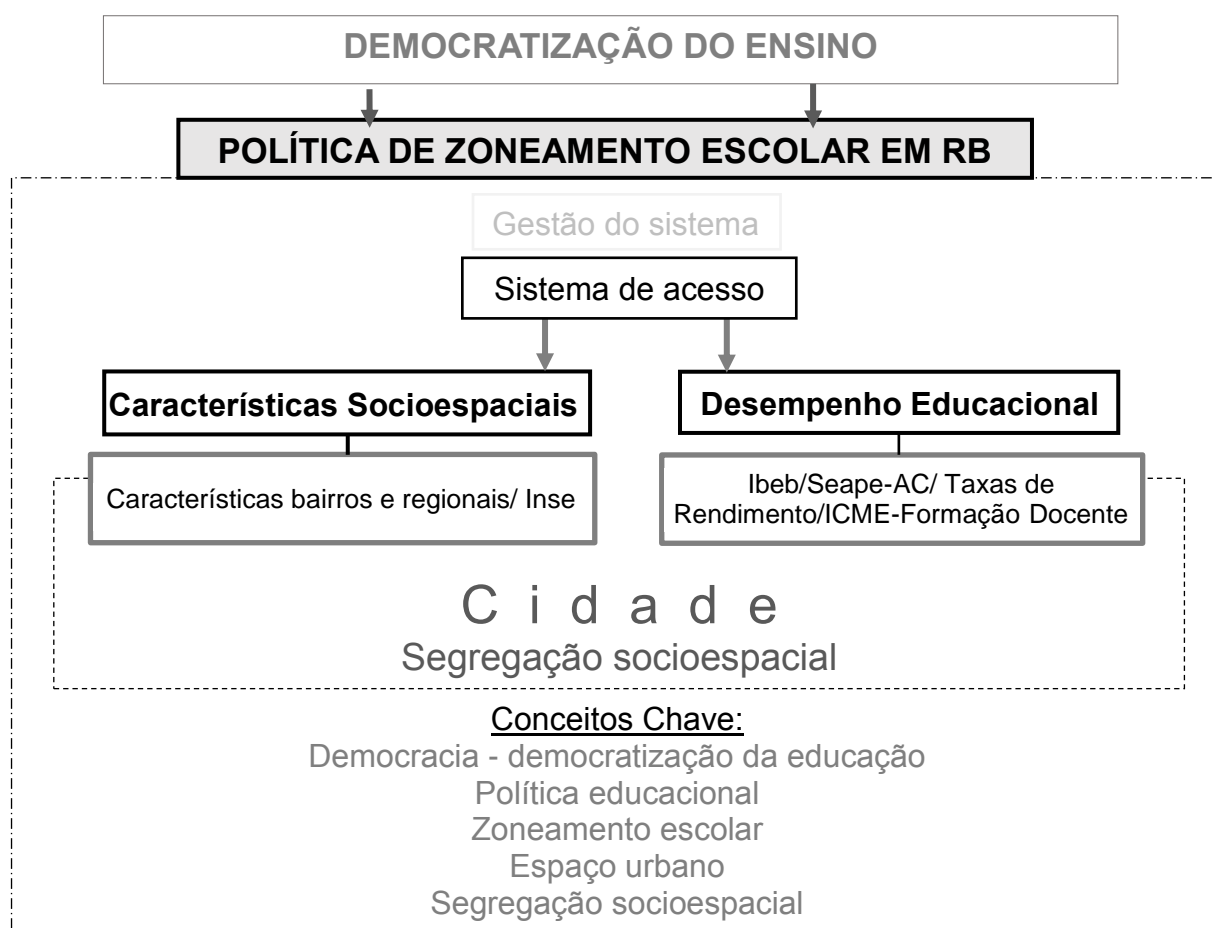 DEMOCRATIZAÇÃO DO ENSINO
POLÍTICA DE ZONEAMENTO ESCOLAR EM RB
Gestão do sistema
Sistema de acesso
Características Socioespaciais
Desempenho Educacional
Características bairros e regionais/ Inse
Ibeb/Seape-AC/ Taxas de
Rendimento/ICME-Formação Docente
C i d a d e
Segregação socioespacial
Conceitos Chave:
Democracia - democratização da educação
Política educacional
Zoneamento escolar
Espaço urbano
Segregação socioespacial